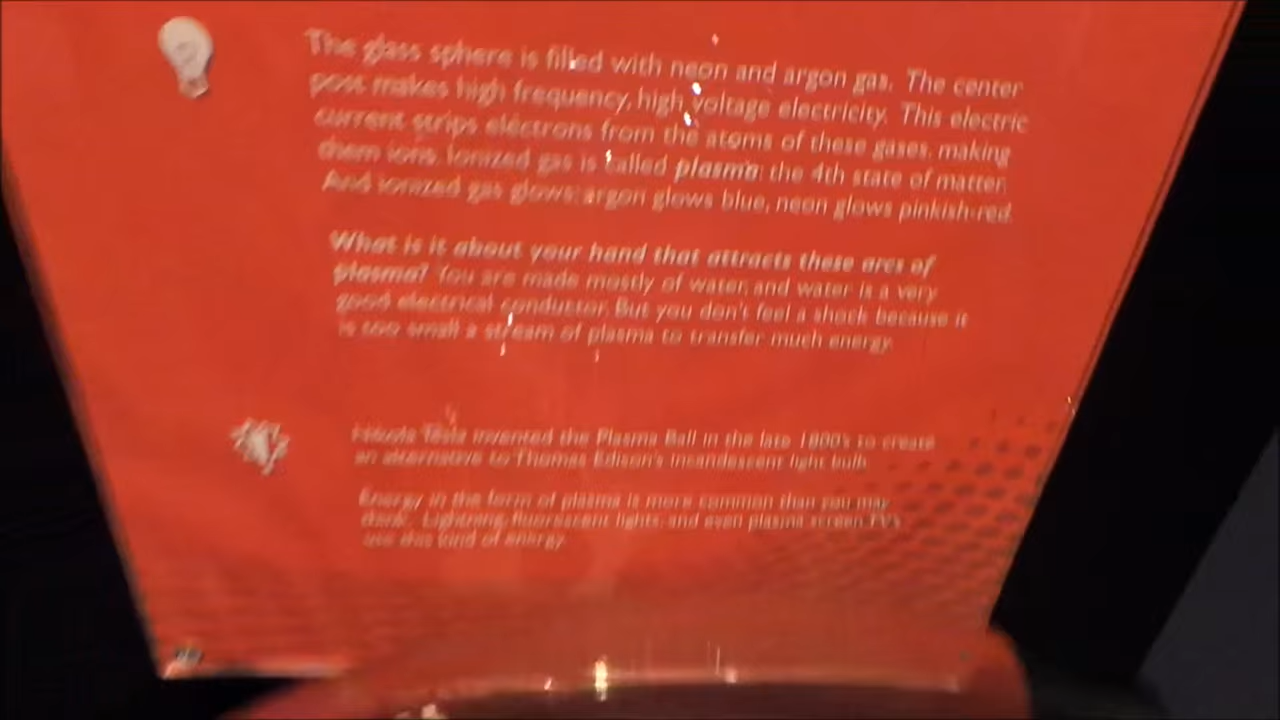 The glass sphere is filled with neon and argon gas. The center
post makes high frequency, high voltage electricity. This electric
current strips electrons from the atoms of these gases, making
them ions. Ionized gas is called plasma: the 4th state of matter.
And ionized gas glows: argon glows blue, neon glows pinkish-red.
What is it about your hand that attracts these arcs of
plasma? You are made mostly of water, and water is a very
good electrical conductor. But you don't feel a shock because it
is too small a stream of plasma to transfer much energy.
Nikola Tesla invented the Plasma Ball in the late 1800's to create
an alternative to Thomas Edison's incandescent light bulb.
Energy in the form of plasma is more common than you may
think. Lightning, fluorescent lights, and even plasma screen TV's
use this kind of energy.